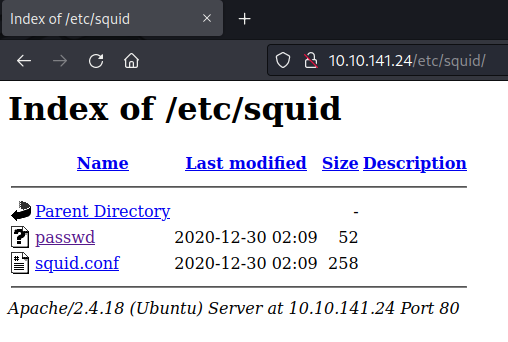 Index of /etc/squid
10.10.141.24/etc/squid/
Index of /etc/squid
Name Last modified Size Description
Parent Directory -
passwd 2020-12-30 02:09 52
squid.conf 2020-12-30 02:09 258
Apache/2.4.18 (Ubuntu) Server at 10.10.141.24 Port 80